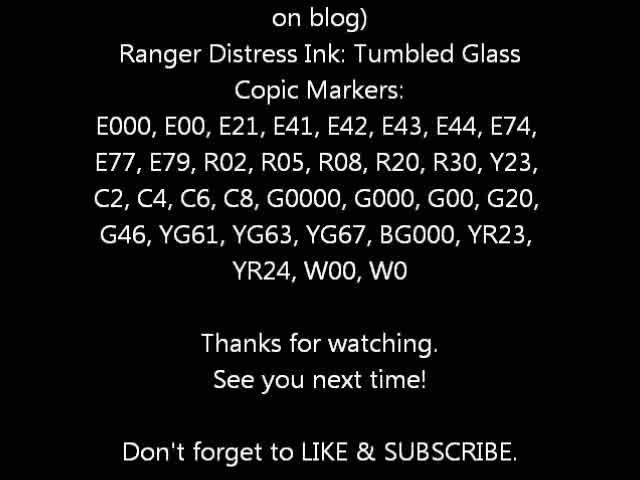 on blog)
Ranger Distress Ink: Tumbled Glass
Copic Markers:
E000, E00, E21, E41, E42, E43, E44, E74,
E77, E79, R02, R05, R08, R20, R30, Y23,
C2, C4, C6, C8, G0000, G000, G00, G20,
G46, YG61, YG63, YG67, BG000, YR23,
YR24, W00, W0
Thanks for watching.
See you next time!
Don't forget to LIKE & SUBSCRIBE.